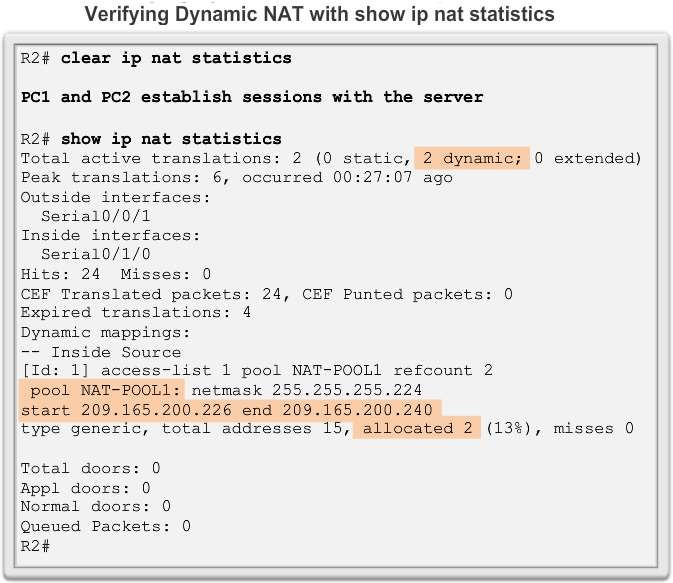 Verifying Dynamic NAT with show ip nat statistics
R2# clear ip nat statistics
PC1 and PC2 establish sessions with the server
R2# show ip nat statistics
Total active translations: 2 (0 static, 2 dynamic; 0 extended)
Peak translations: 6, occurred 00:27:07 ago
Outside interfaces:
  Serial0/0/1
Inside interfaces:
  Serial0/1/0
Hits: 24  Misses: 0
CEF Translated packets: 24, CEF Punted packets: 0
Expired translations: 4
Dynamic mappings:
-- Inside Source
[Id: 1] access-list 1 pool NAT-POOL1 refcount 2
 pool NAT-POOL1: netmask 255.255.255.224
start 209.165.200.226 end 209.165.200.240
type generic, total addresses 15, allocated 2 (13%), misses 0
Total doors: 0
Appl doors: 0
Normal doors: 0
Queued Packets: 0
R2#